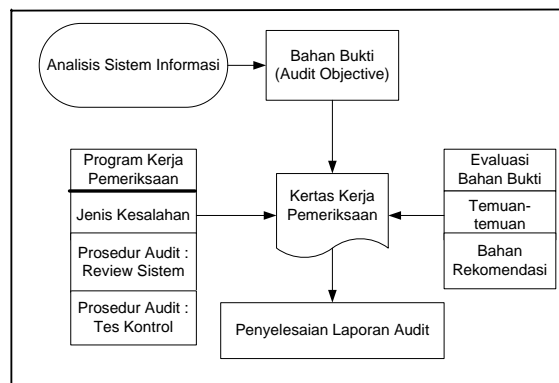 Analisis Sistem Informasi
Bahan Bukti
(Audit Objective)
Program Kerja
Pemeriksaan
Jenis Kesalahan
Prosedur Audit :
Review Sistem
Prosedur Audit :
Tes Kontrol
Kertas Kerja
Pemeriksaan
Evaluasi
Bahan Bukti
Temuan-
temuan
Bahan
Rekomendasi
Penyelesaian Laporan Audit